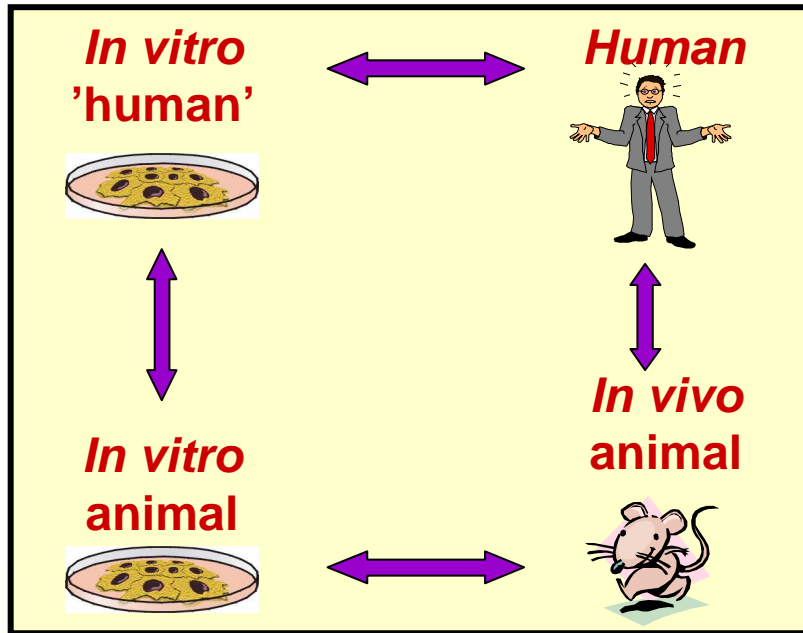 In vitro
’human’
Human
In vivo
animal
In vitro
animal